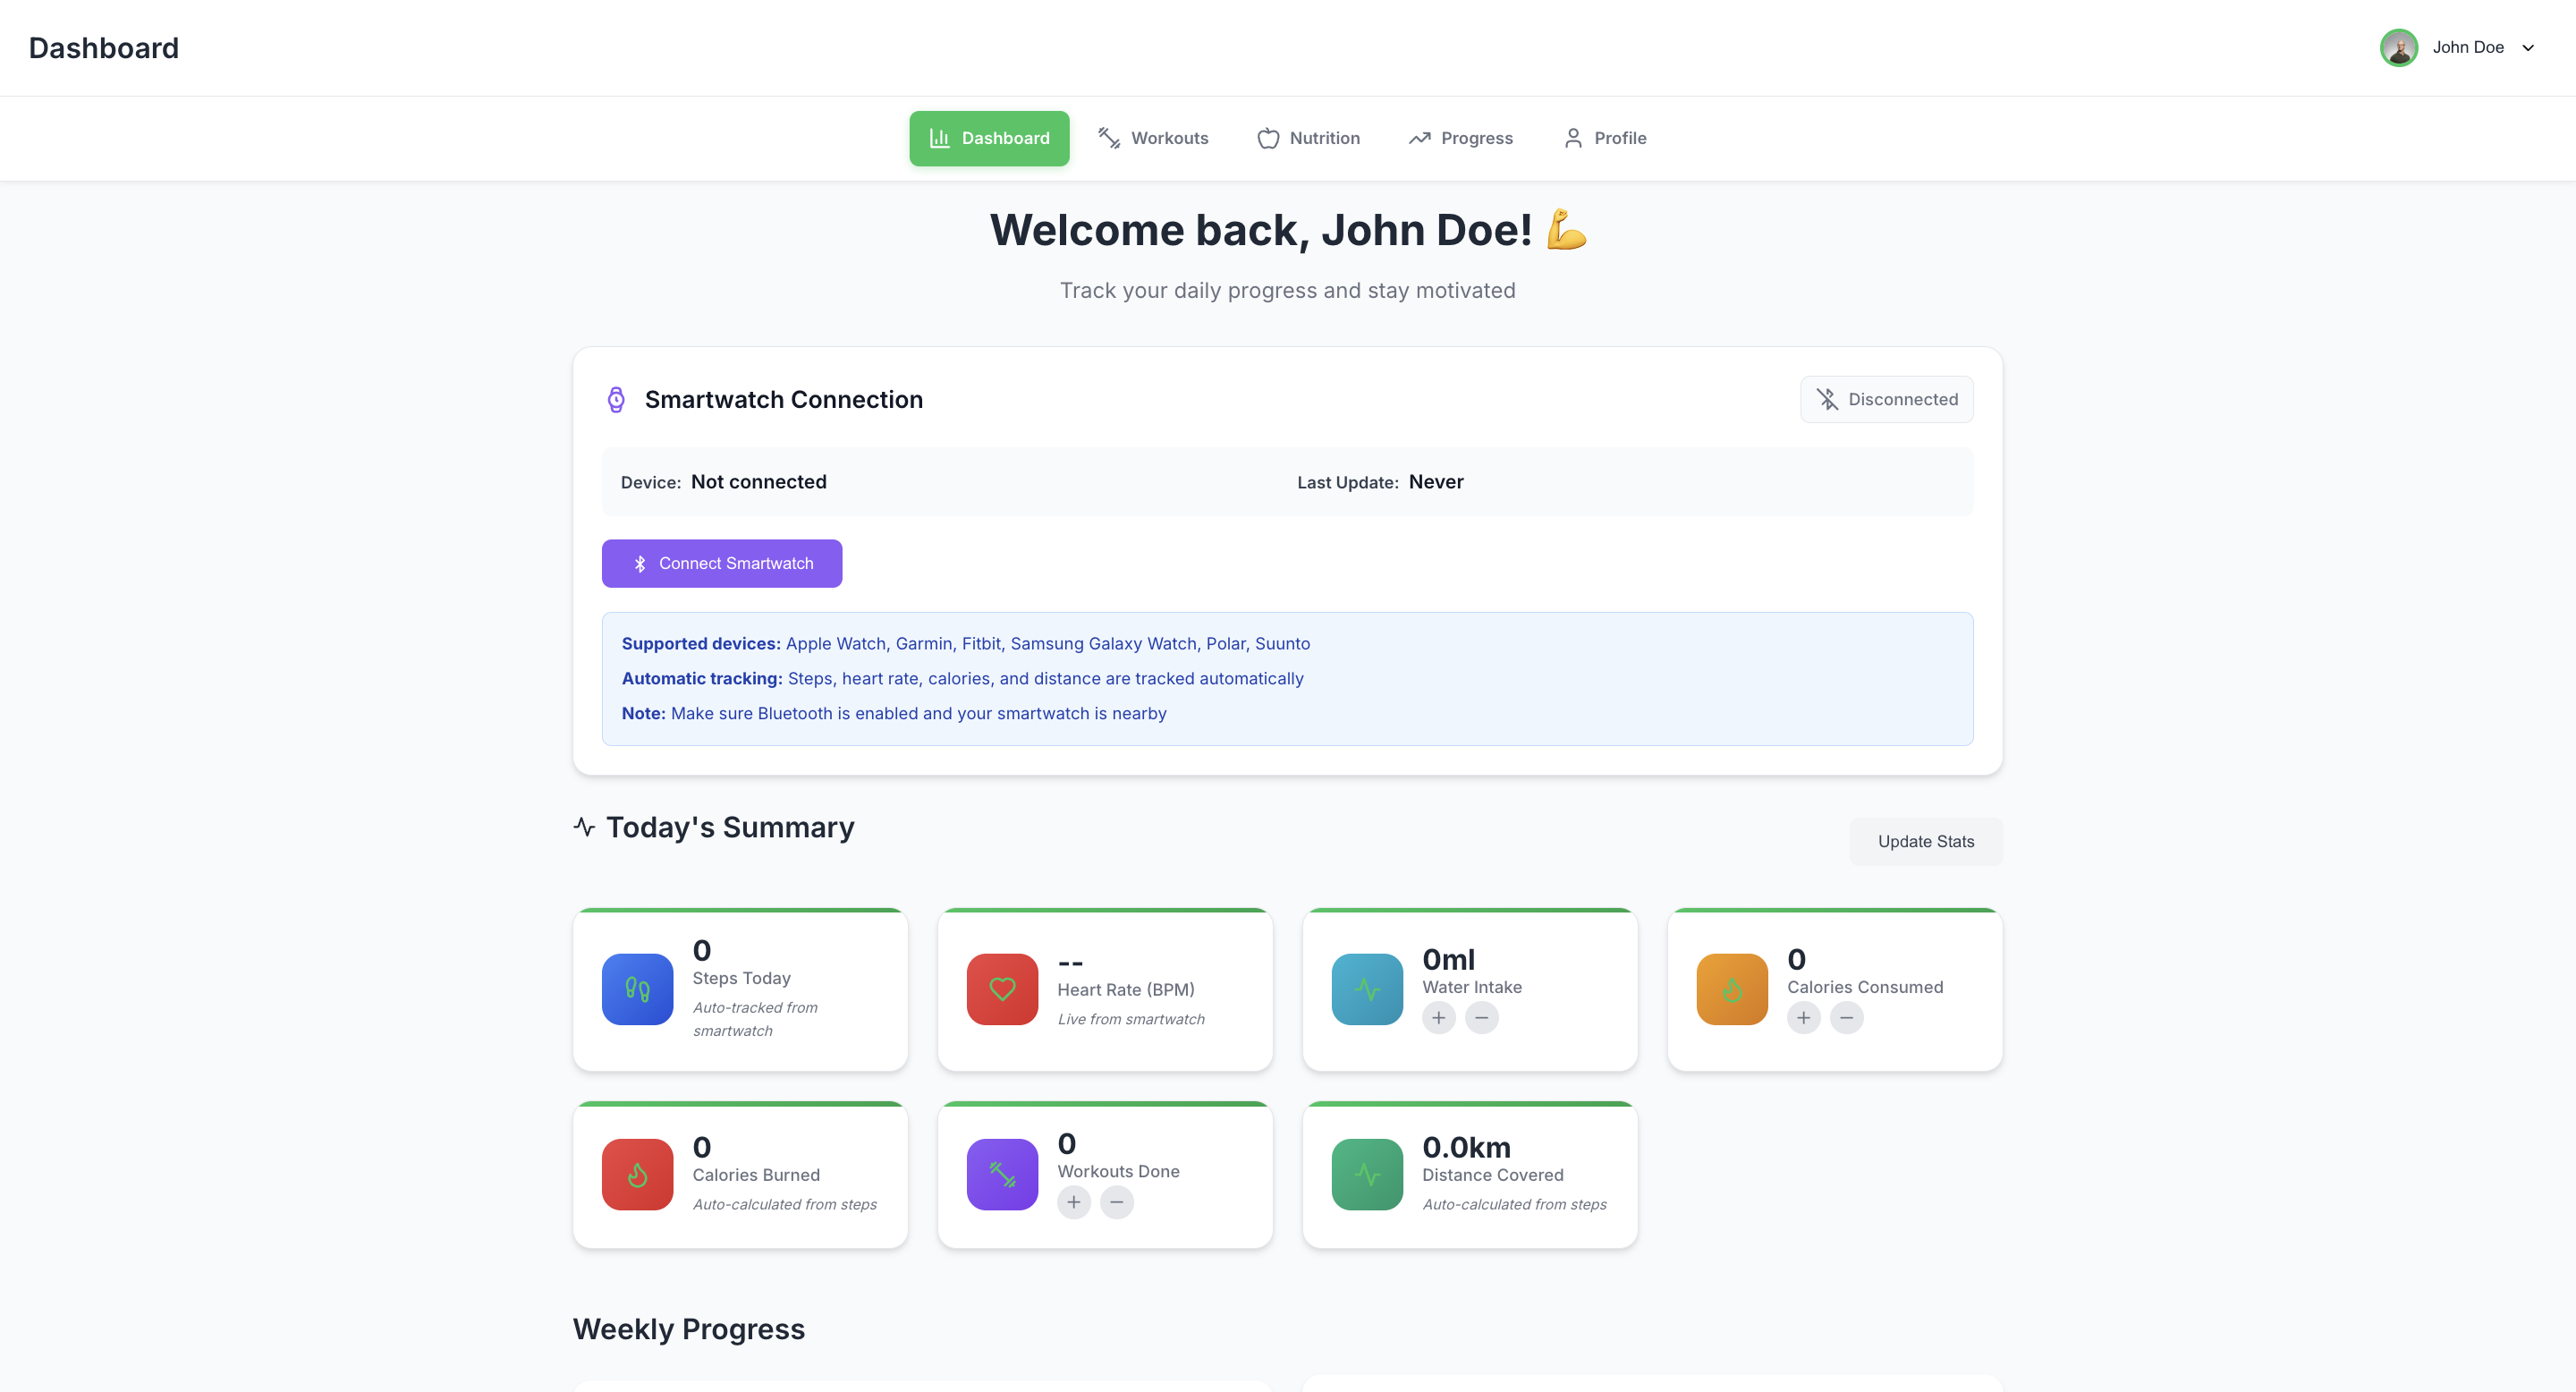 Dashboard
John Doe
Dashboard
Workouts
Nutrition
Progress
Profile
Welcome back, John Doe! 💪
Track your daily progress and stay motivated
Smartwatch Connection
Disconnected
Device: Not connected
Last Update: Never
Connect Smartwatch
Supported devices: Apple Watch, Garmin, Fitbit, Samsung Galaxy Watch, Polar, Suunto
Automatic tracking: Steps, heart rate, calories, and distance are tracked automatically
Note: Make sure Bluetooth is enabled and your smartwatch is nearby
Today's Summary
Update Stats
0
Steps Today
Auto-tracked from
smartwatch
--
Heart Rate (BPM)
Live from smartwatch
0ml
Water Intake
+ −
0
Calories Consumed
+ −
0
Calories Burned
Auto-calculated from steps
0
Workouts Done
+ −
0.0km
Distance Covered
Auto-calculated from steps
Weekly Progress